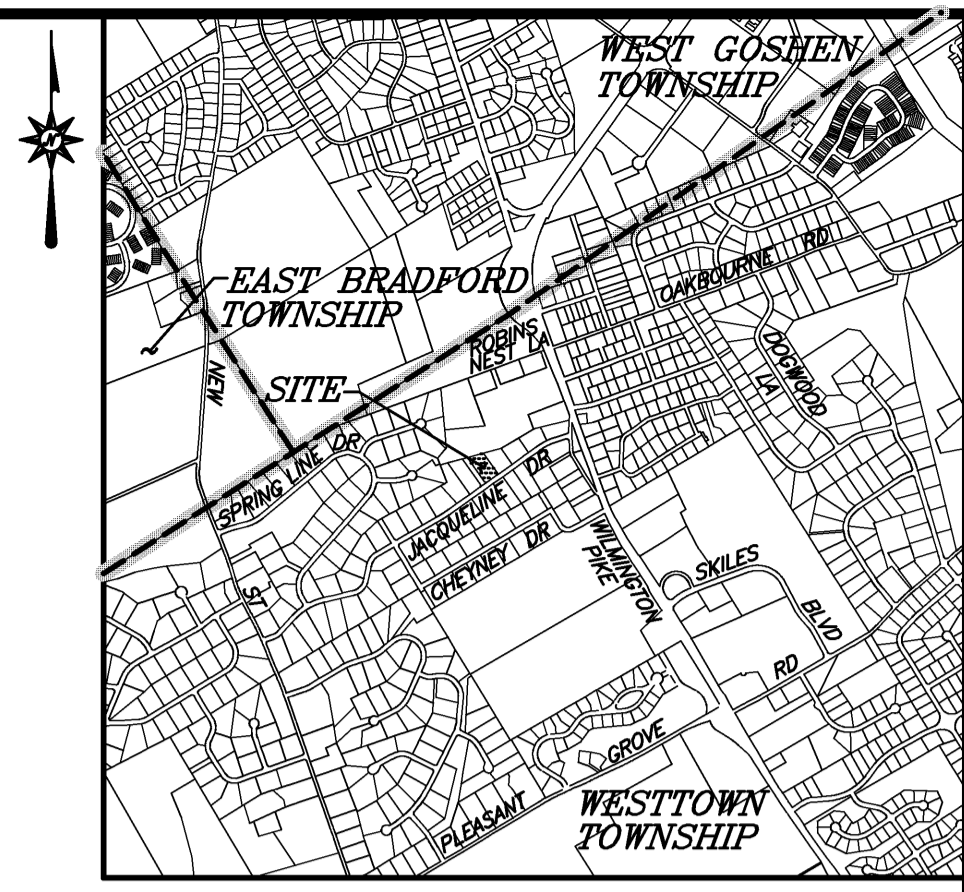 WEST GOSHEN
TOWNSHIP
N
EAST BRADFORD
TOWNSHIP
OAKBOURNE RD
ROBINS
NEST LA
DOGWOOD
LA
NEW
SITE
SPRING LINE DR
JACQUELINE DR
CHEYNEY DR
WILMINGTON
PIKE
SKILES
BLVD
ST
RD
GROVE
PLEASANT
WESTTOWN
TOWNSHIP